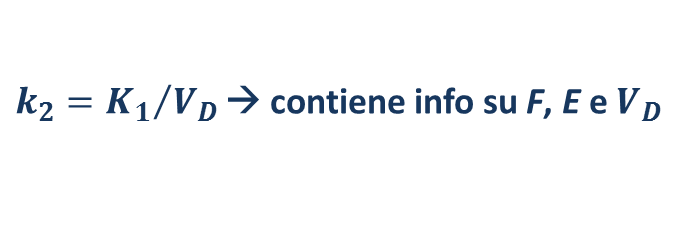 k₂ = K₁/V_D → contiene info su F, E e V_D